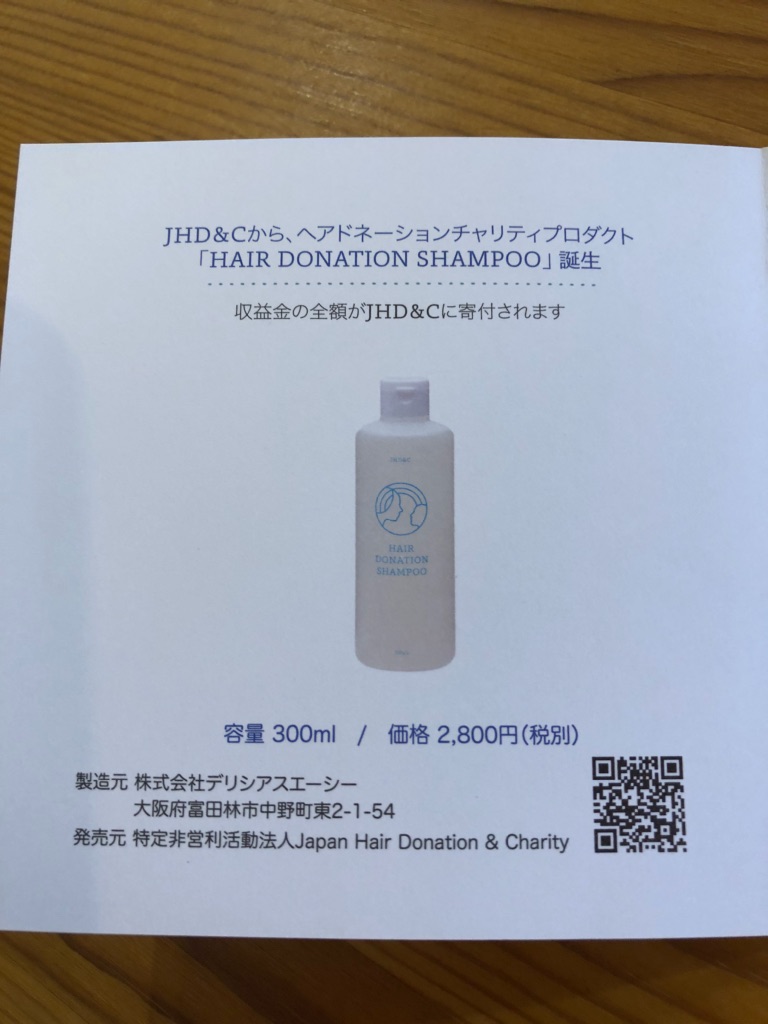 JHD&Cから、ヘアドネーションチャリティプロダクト
「HAIR DONATION SHAMPOO」誕生
収益金の全額がJHD&Cに寄付されます
HAIR
DONATION
SHAMPOO
容量 300ml / 価格 2,800円(税別)
製造元 株式会社デリシアスエーシー
大阪府富田林市中野町東2-1-54
発売元 特定非営利活動法人Japan Hair Donation & Charity